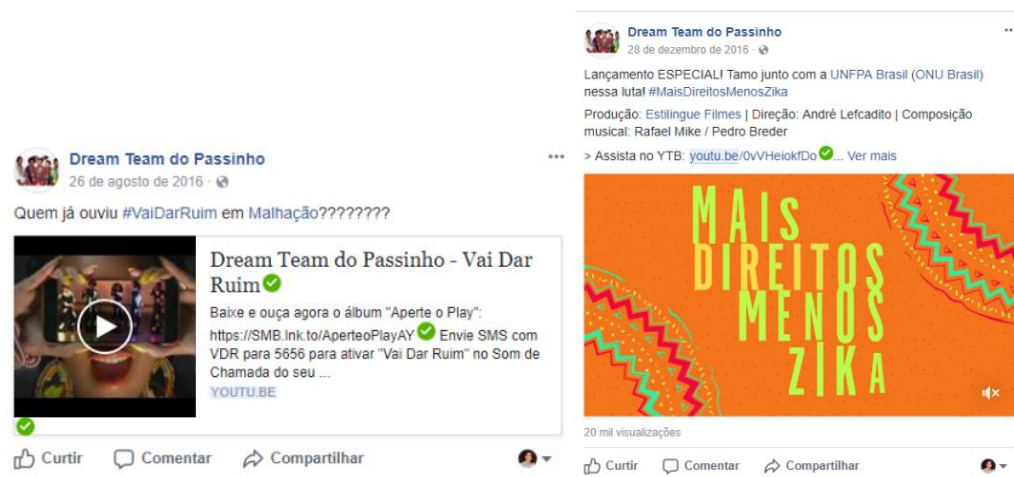 Dream Team do Passinho
26 de agosto de 2016 ·
Quem já ouviu #VaiDarRuim em Malhação????????
Dream Team do Passinho - Vai Dar
Ruim
Baixe e ouça agora o álbum "Aperte o Play":
https://SMB.lnk.to/AperteoPlayAY Envie SMS com
VDR para 5656 para ativar "Vai Dar Ruim" no Som de
Chamada do seu ...
YOUTU.BE
Curtir Comentar Compartilhar
Dream Team do Passinho
28 de dezembro de 2016 ·
Lançamento ESPECIAL! Tamo junto com a UNFPA Brasil (ONU Brasil)
nessa luta! #MaisDireitosMenosZika
Produção: Estilingue Filmes | Direção: André Lefcadito | Composição
musical: Rafael Mike / Pedro Breder
> Assista no YTB: youtu.be/0vVHeiokfDo ... Ver mais
MAIS
DIREITOS
MENOS
ZIKA
20 mil visualizações
Curtir Comentar Compartilhar